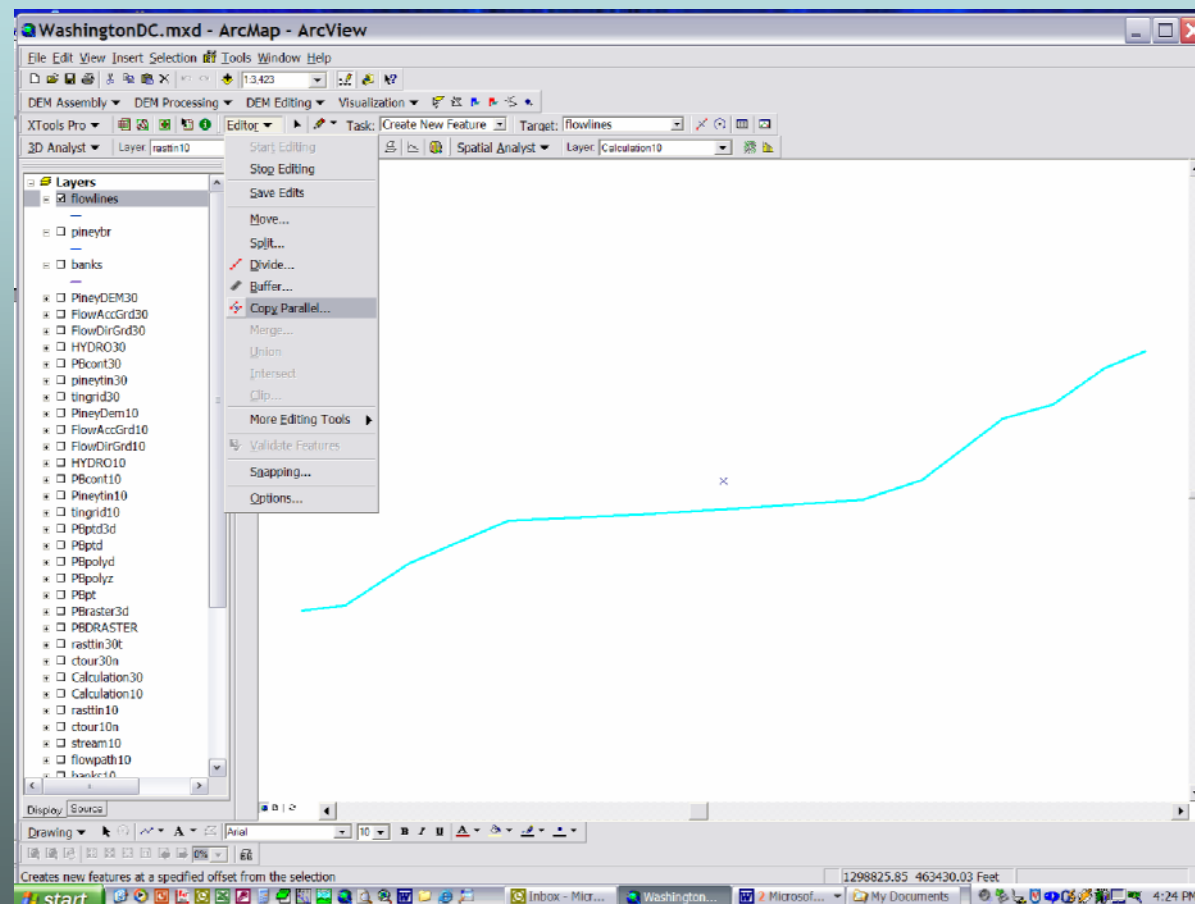 WashingtonDC.mxd - ArcMap - ArcView
File Edit View Insert Selection Tools Window Help
1:3,423
DEM Assembly DEM Processing DEM Editing Visualization
XTools Pro Editor Task: Create New Feature Target: flowlines
3D Analyst Layer: rasttin10 Spatial Analyst Layer: Calculation10
Start Editing
Stop Editing
Save Edits
Move...
Split...
Divide...
Buffer...
Copy Parallel...
Merge...
Union
Intersect
Clip...
More Editing Tools
Validate Features
Snapping...
Options...
Layers
flowlines
pineybr
banks
PineyDEM30
FlowAccGrd30
FlowDirGrd30
HYDRO30
PBcont30
pineytin30
tingrid30
PineyDem10
FlowAccGrd10
FlowDirGrd10
HYDRO10
PBcont10
Pineytin10
tingrid10
PBptd3d
PBptd
PBpolyd
PBpolyz
PBpt
PBraster3d
PBDRASTER
rasttin30t
ctour30n
Calculation30
Calculation10
rasttin10
ctour10n
stream10
flowpath10
banks10
Display Source
Drawing A Arial 10 B I U A
0%
Creates new features at a specified offset from the selection 1298825.85 463430.03 Feet
start Inbox - Micr... Washington... 2 Microsof... My Documents 4:24 PM